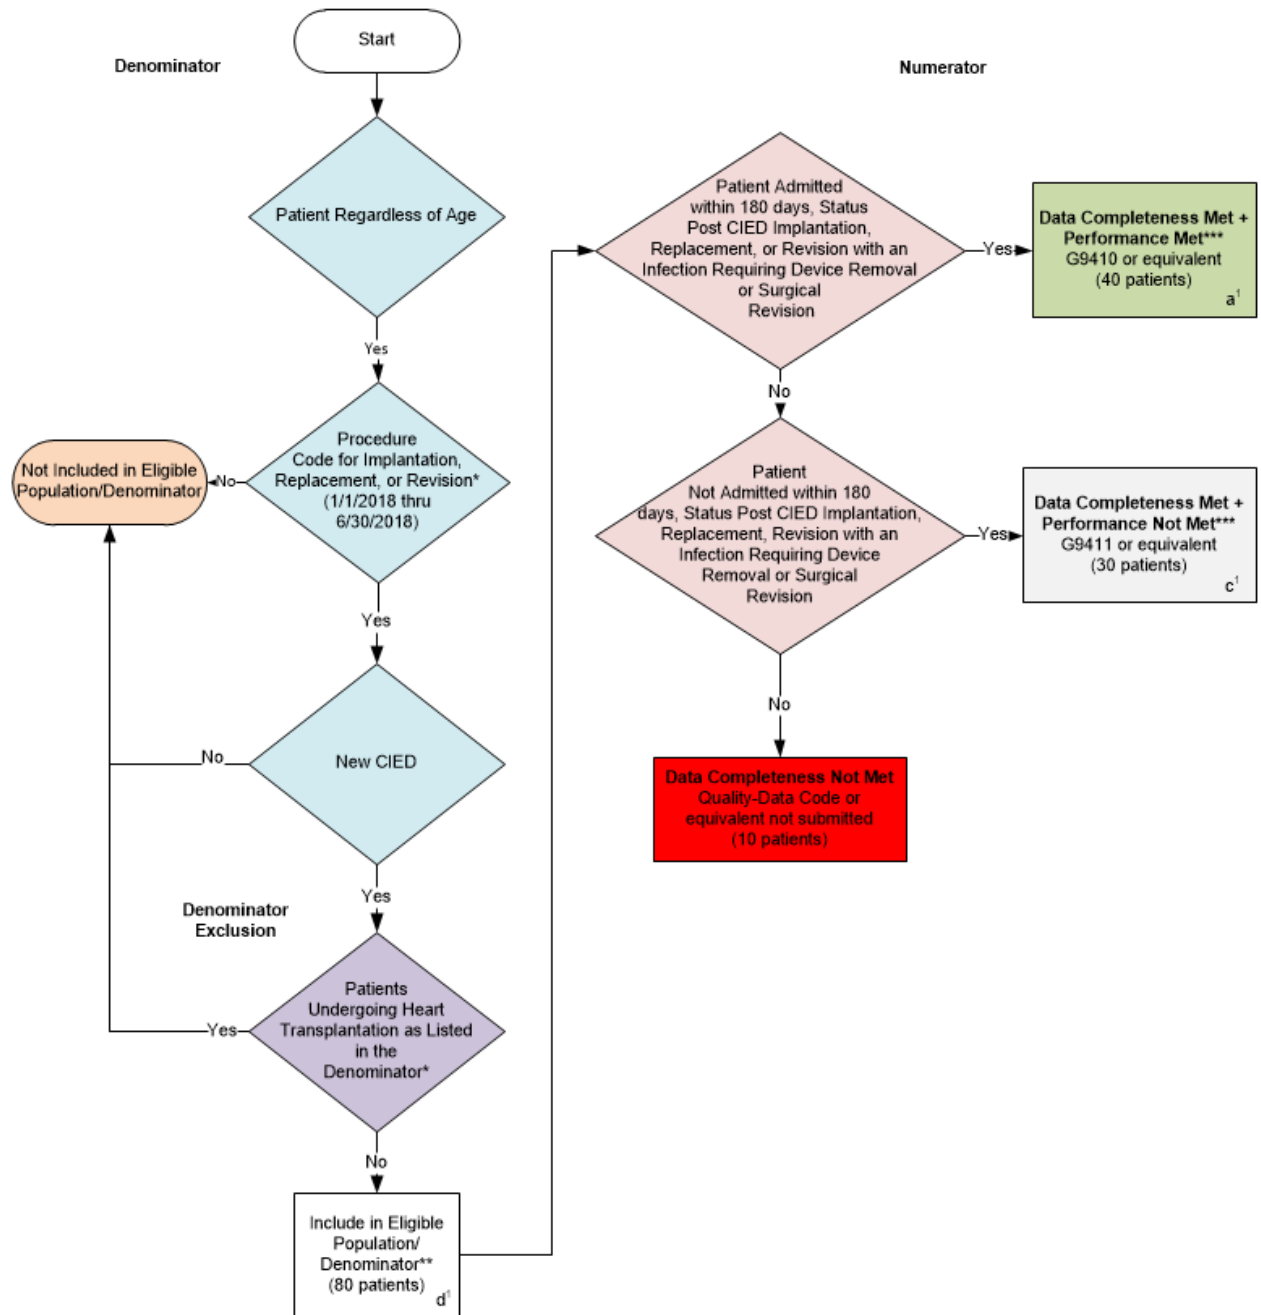 Start
Denominator
Patient Regardless of Age
Yes
Procedure
Code for Implantation,
Replacement, or Revision*
(1/1/2018 thru
6/30/2018)
No
Not Included in Eligible
Population/Denominator
Yes
New CIED
No
Yes
Denominator
Exclusion
Patients
Undergoing Heart
Transplantation as Listed
in the
Denominator*
Yes
No
Include in Eligible
Population/
Denominator**
(80 patients)
d¹
Numerator
Patient Admitted
within 180 days, Status
Post CIED Implantation,
Replacement, or Revision with an
Infection Requiring Device Removal
or Surgical
Revision
Yes
Data Completeness Met +
Performance Met***
G9410 or equivalent
(40 patients)
a¹
No
Patient
Not Admitted within 180
days, Status Post CIED Implantation,
Replacement, Revision with an
Infection Requiring Device
Removal or Surgical
Revision
Yes
Data Completeness Met +
Performance Not Met***
G9411 or equivalent
(30 patients)
c¹
No
Data Completeness Not Met
Quality-Data Code or
equivalent not submitted
(10 patients)